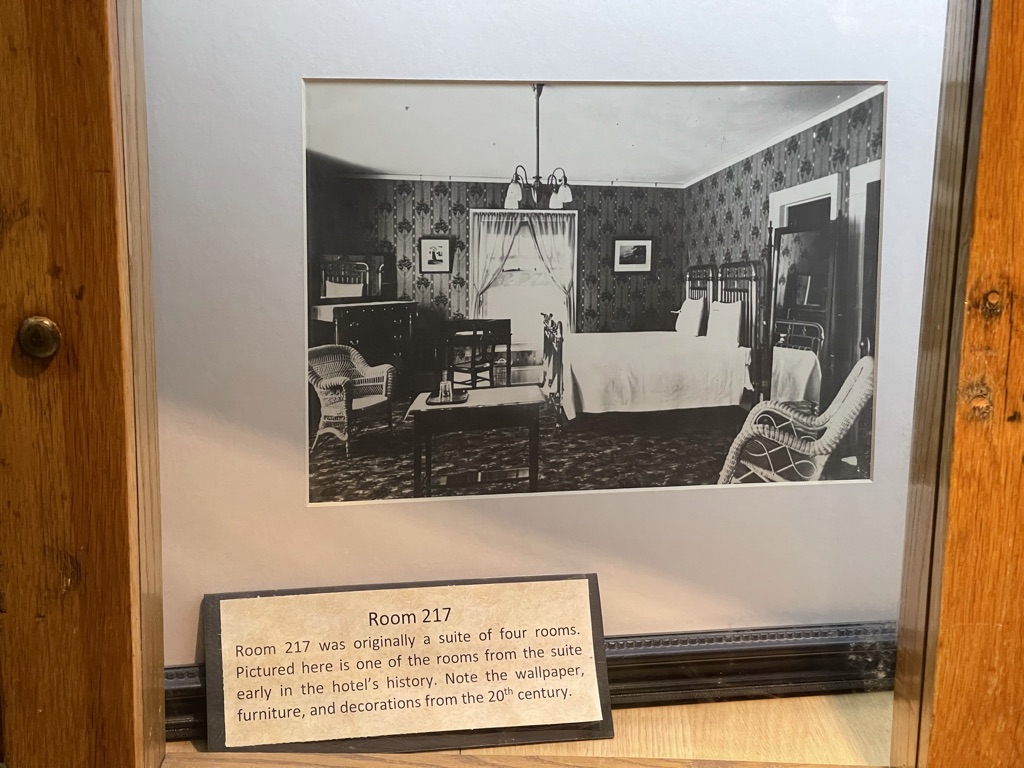 Room 217
Room 217 was originally a suite of four rooms.
Pictured here is one of the rooms from the suite
early in the hotel's history. Note the wallpaper,
furniture, and decorations from the 20th century.